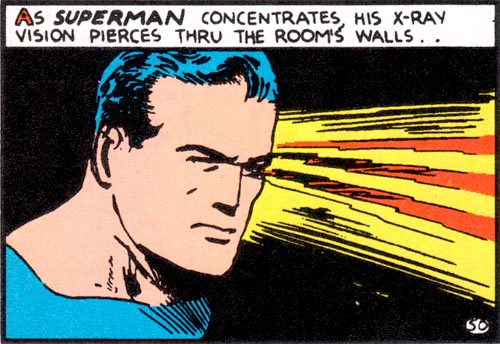 AS SUPERMAN CONCENTRATES, HIS X-RAY
VISION PIERCES THRU THE ROOM'S WALLS..
50